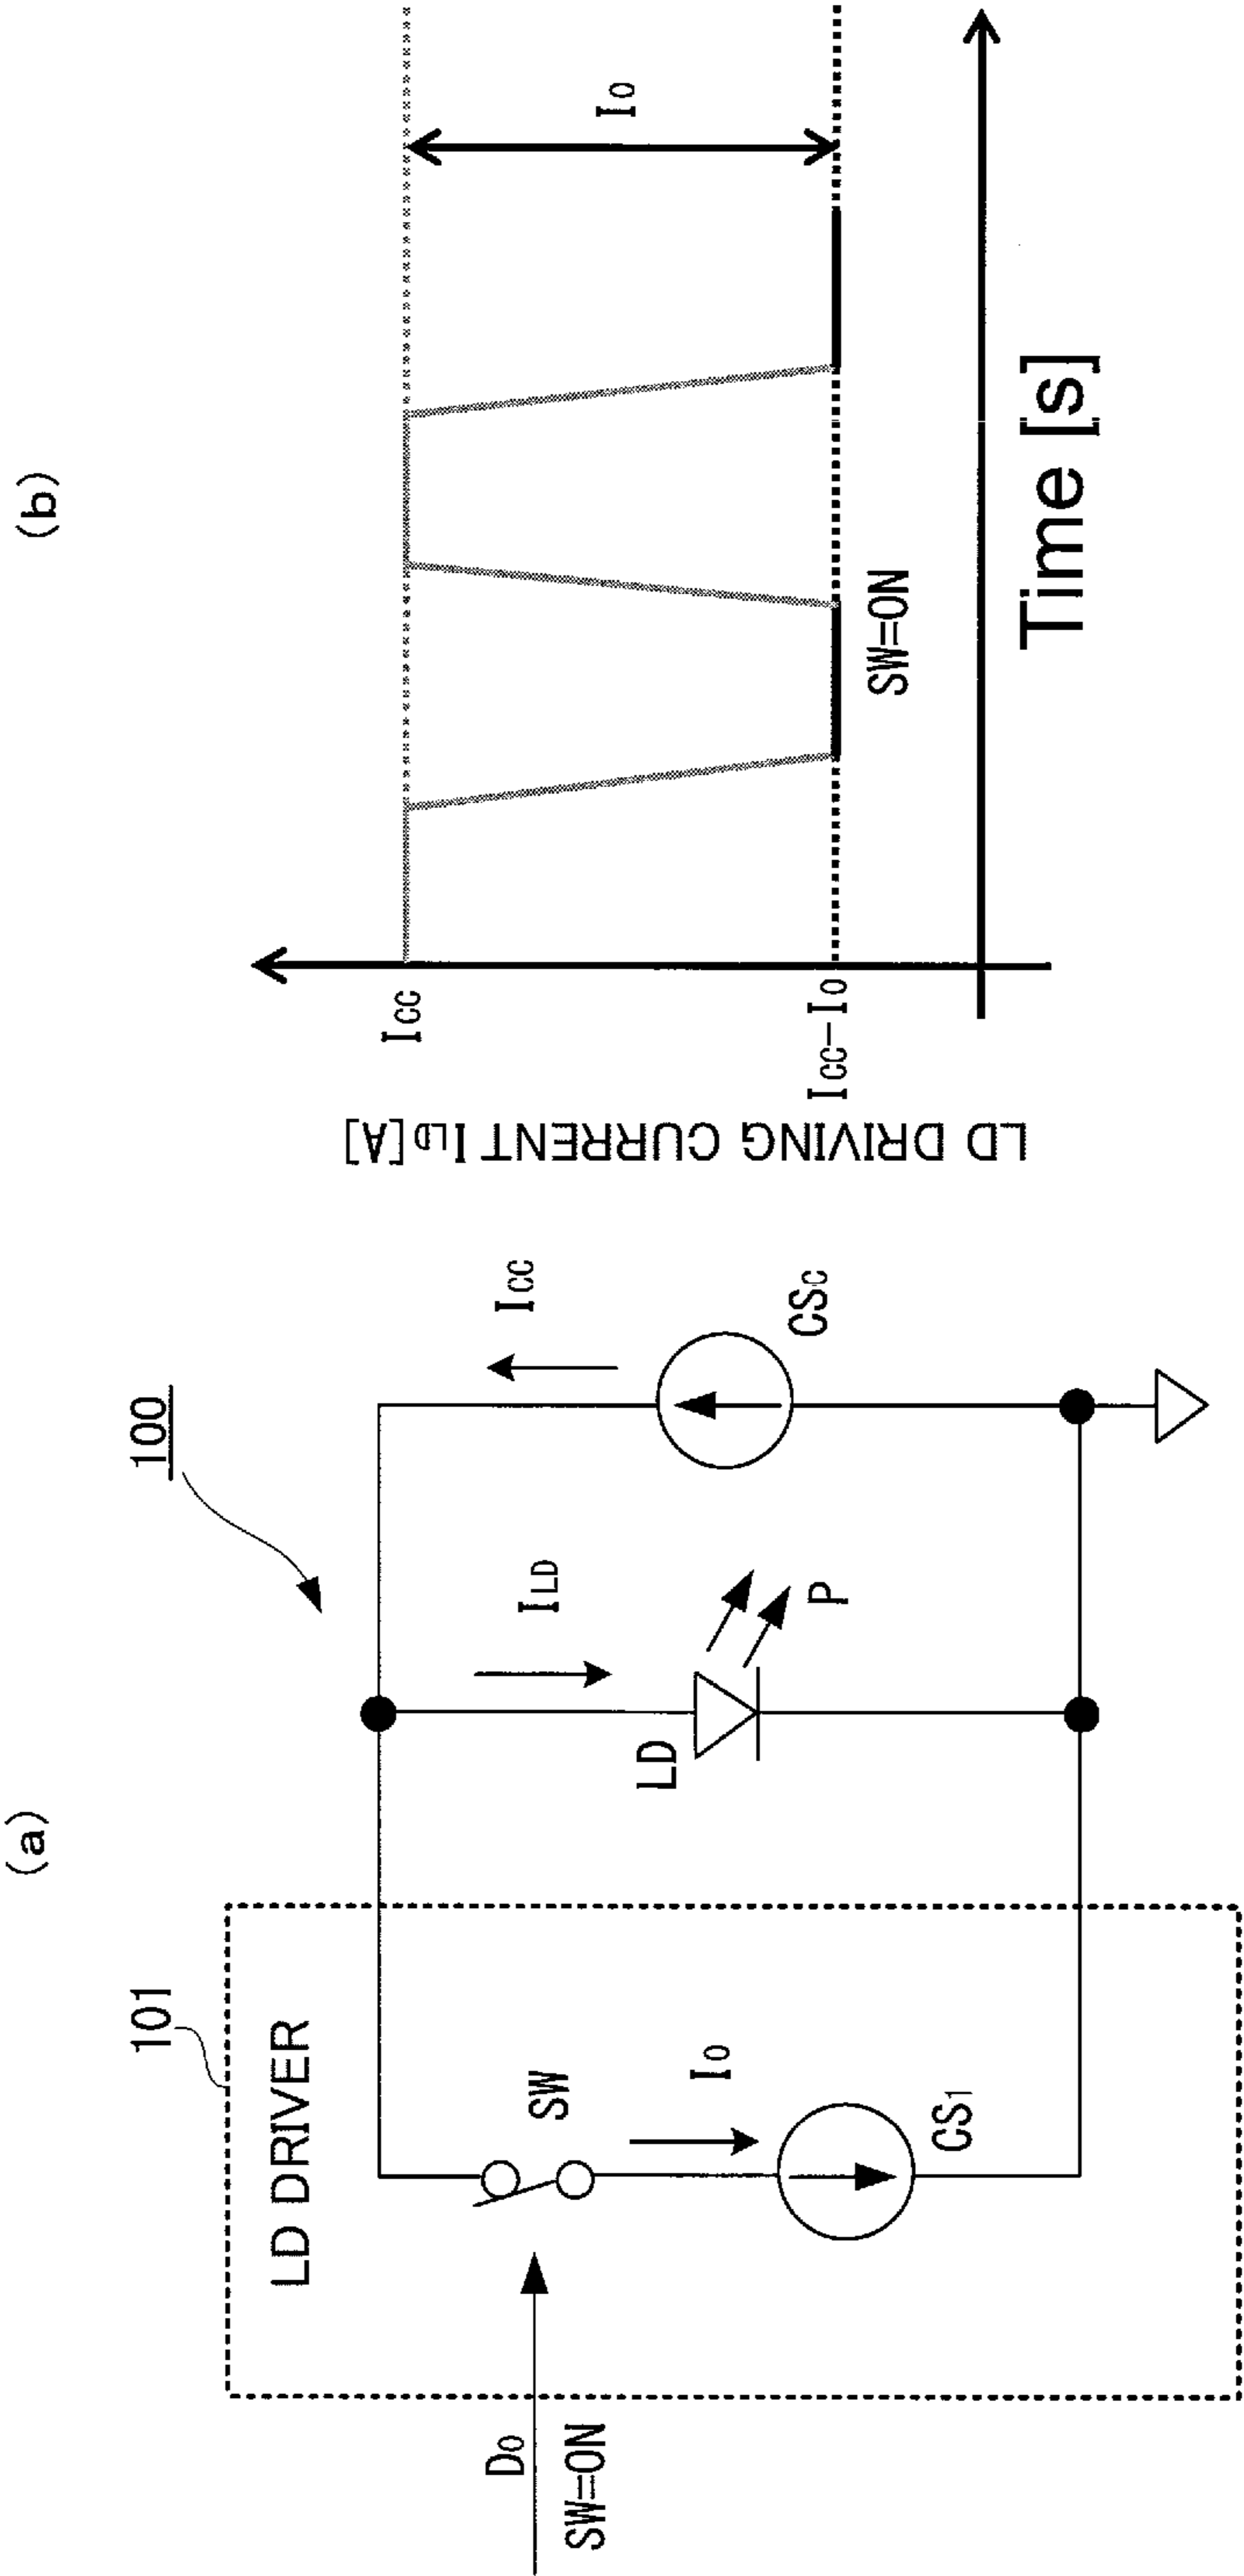 (a)
100
101
LD DRIVER
D0
SW=ON
SW
I0
CS1
ILD
LD
P
ICC
CSC
(b)
LD DRIVING CURRENT ILD[A]
ICC
ICC-I0
I0
SW=ON
Time [s]